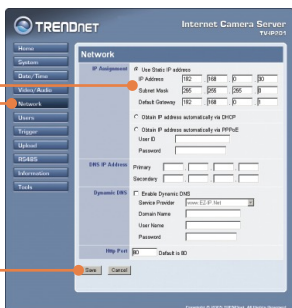 TRENDNET
Internet Camera Server
TV-IP201
Home
System
Date/Time
Video/Audio
Network
Users
Trigger
Upload
RS485
Information
Tools
Network
IP Assignment
Use Static IP address
IP Address 192 . 168 . 0 . 30
Subnet Mask 255 . 255 . 255 . 0
Default Gateway 192 . 168 . 0 . 1
Obtain IP address automatically via DHCP
Obtain IP address automatically via PPPoE
User ID
Password
DNS IP Address Primary
Secondary
Dynamic DNS Enable Dynamic DNS
Service Provider www.EZ-IP.Net
Domain Name
User Name
Password
Http Port 80 Default is 80
Save Cancel